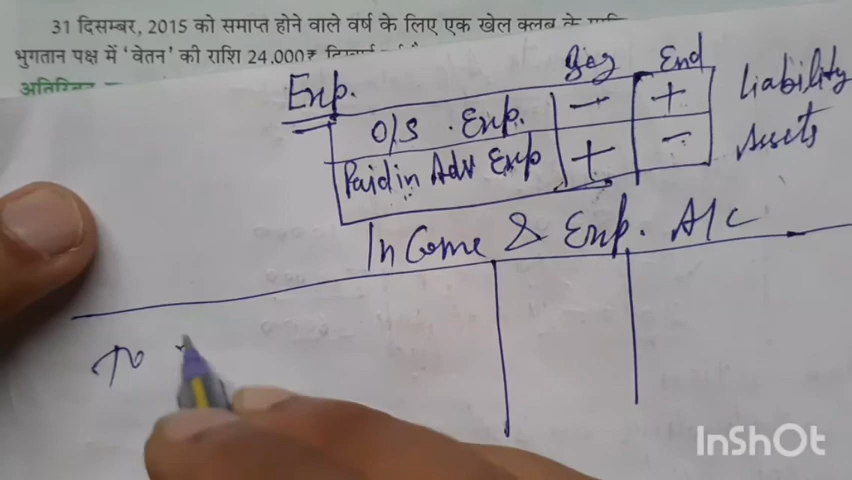 31 दिसम्बर, 2015 को समाप्त होने वाले वर्ष के लिए एक खेल क्लब के
भुगतान पक्ष में 'वेतन' की राशि 24,000₹
अतिरिक्त
Beg End
Exp.
O/S . Exp. - + Liability
Paid in Adv Exp + - Assets
InCome & Exp. A/C
To
InShOt